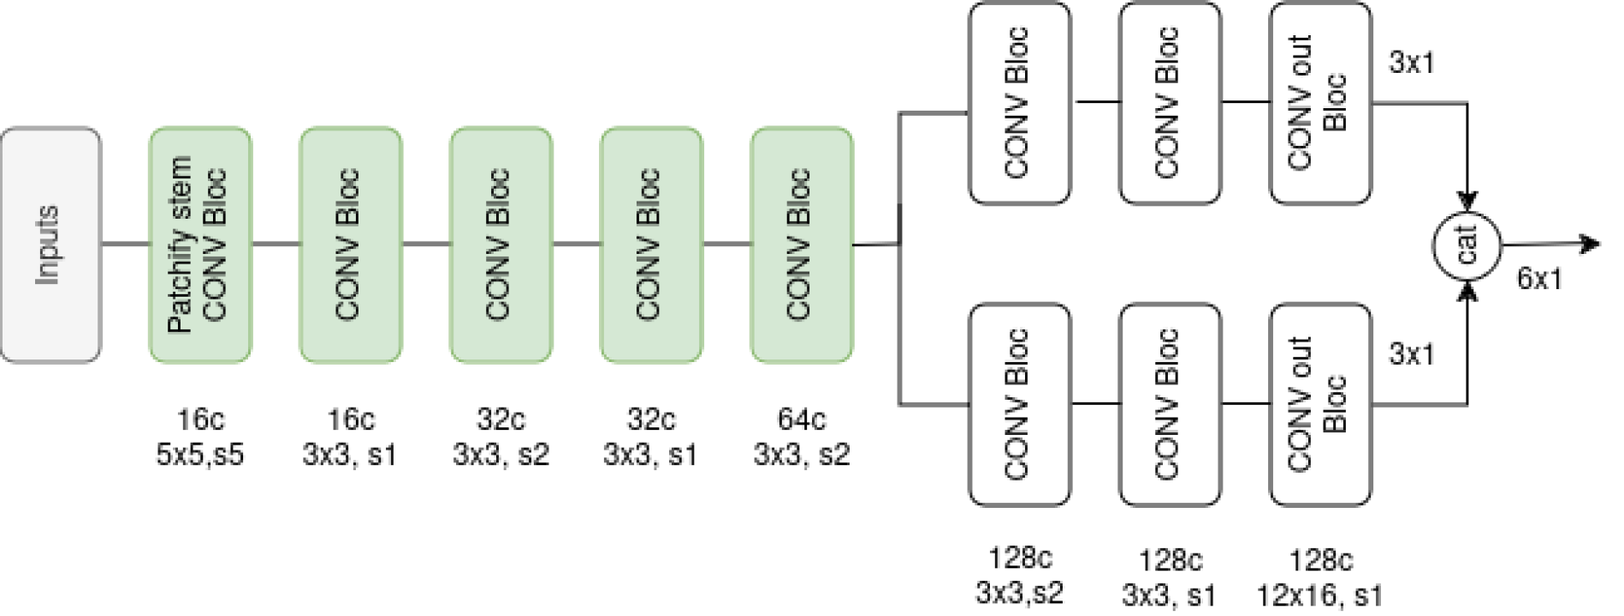 Inputs
Patchify stem
CONV Bloc
16c
5x5,s5
CONV Bloc
16c
3x3, s1
CONV Bloc
32c
3x3, s2
CONV Bloc
32c
3x3, s1
CONV Bloc
64c
3x3, s2
CONV Bloc
CONV Bloc
CONV out
Bloc
3x1
CONV Bloc
CONV Bloc
CONV out
Bloc
3x1
128c
3x3,s2
128c
3x3, s1
128c
12x16, s1
cat
6x1